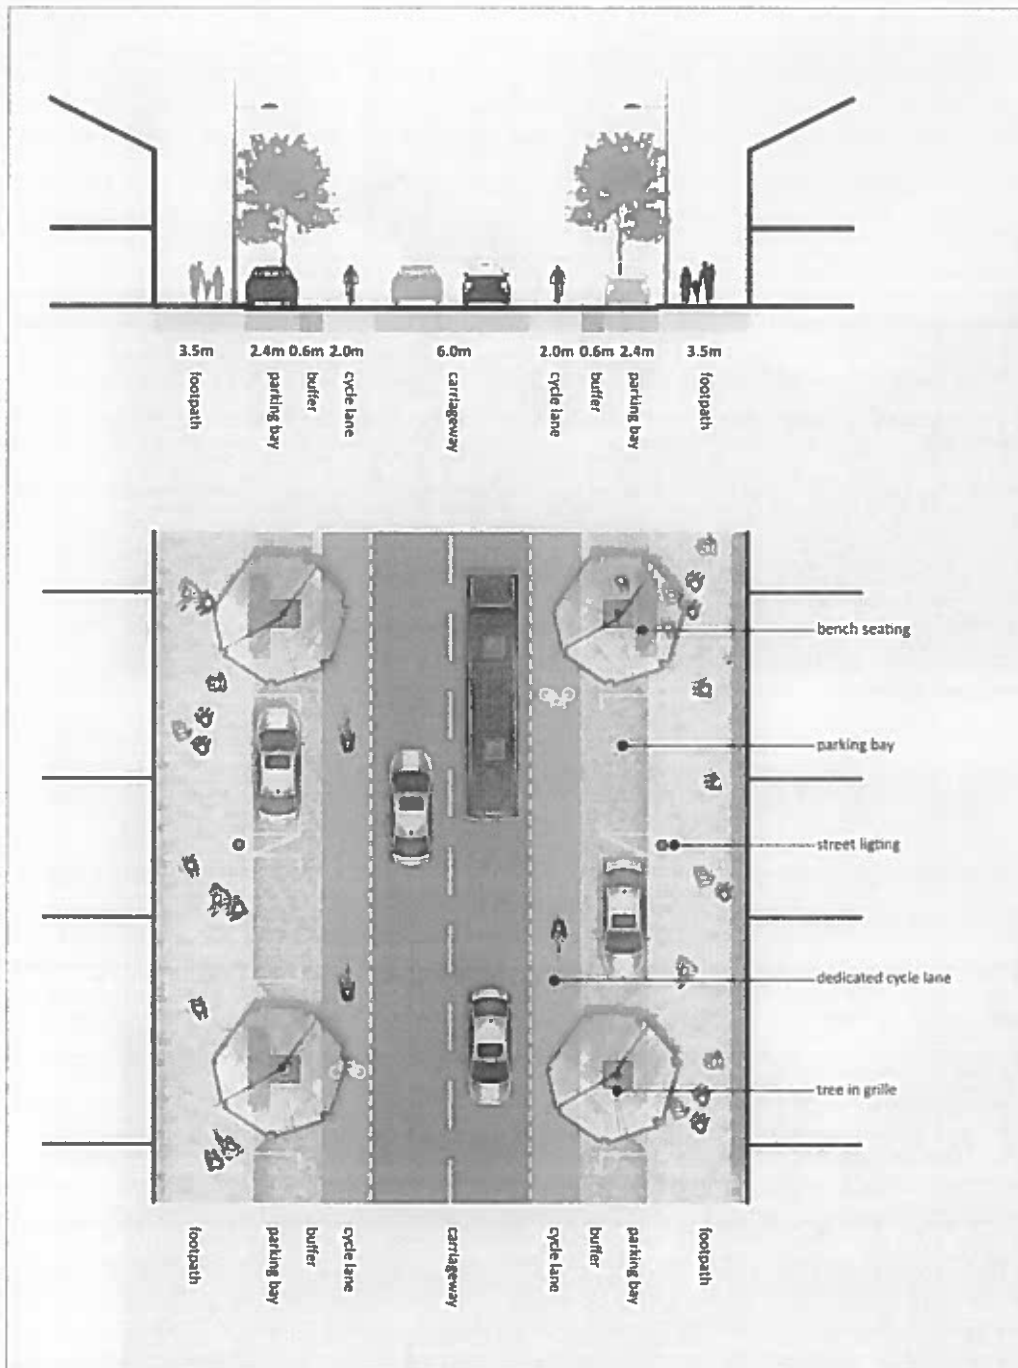 3.5m 2.4m 0.6m 2.0m 6.0m 2.0m 0.6m 2.4m 3.5m
footpath
parking bay
buffer
cycle lane
carriageway
cycle lane
buffer
parking bay
footpath
bench seating
parking bay
street ligting
dedicated cycle lane
tree in grille
footpath
parking bay
buffer
cycle lane
carriageway
cycle lane
buffer
parking bay
footpath